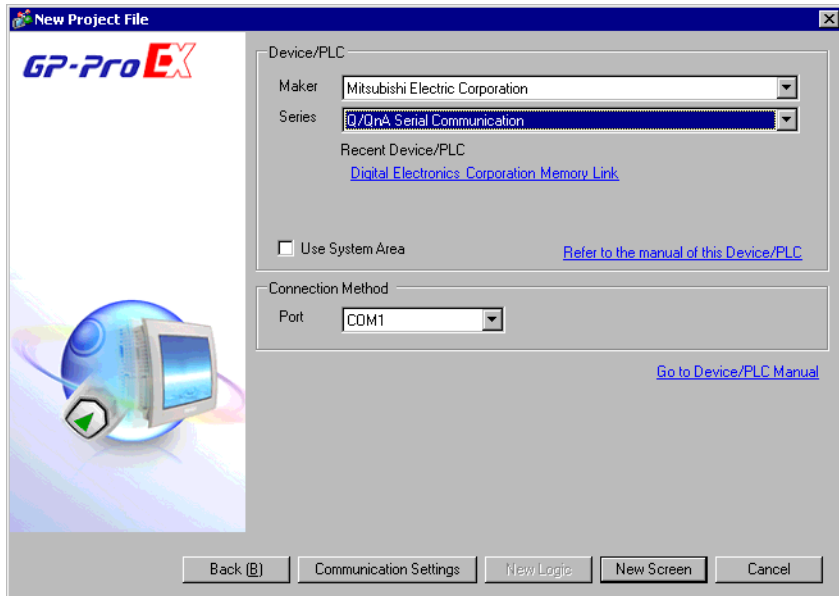 New Project File
GP-Pro EX
Device/PLC
Maker Mitsubishi Electric Corporation
Series Q/QnA Serial Communication
Recent Device/PLC
Digital Electronics Corporation Memory Link
Use System Area Refer to the manual of this Device/PLC
Connection Method
Port COM1
Go to Device/PLC Manual
Back (B) Communication Settings New Logic New Screen Cancel